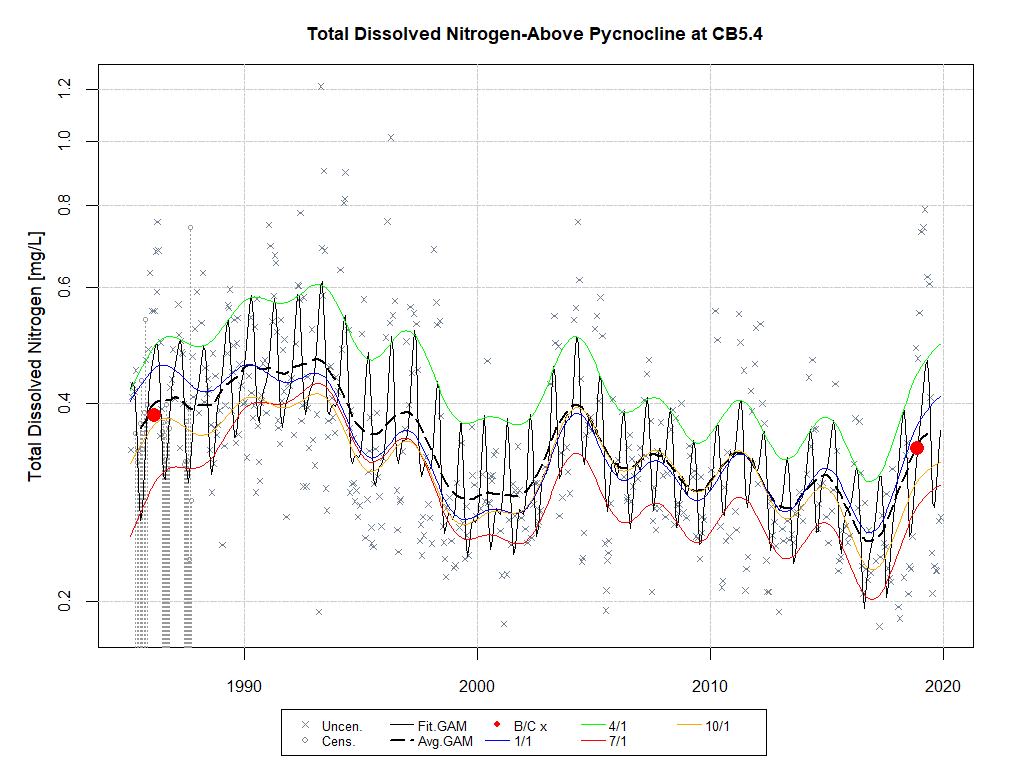 Total Dissolved Nitrogen-Above Pycnocline at CB5.4
Total Dissolved Nitrogen [mg/L]
1.2
1.0
0.8
0.6
0.4
0.2
1990 2000 2010 2020
Uncen. Fit.GAM B/C x 4/1 10/1
Cens. Avg.GAM 1/1 7/1